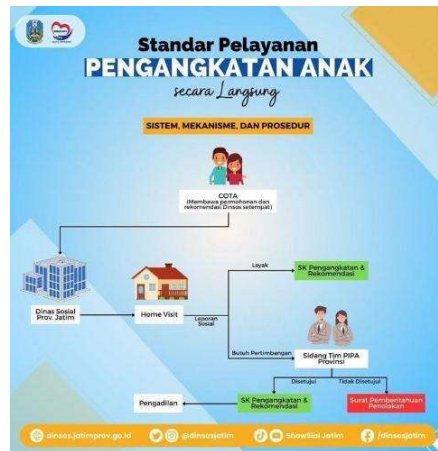 Standar Pelayanan
PENGANGKATAN ANAK
secara Langsung
SISTEM, MEKANISME, DAN PROSEDUR
COTA
(Membawa permohonan dan
rekomendasi Dinsos setempat)
Dinas Sosial
Prov. Jatim
Home Visit
Laporan
Sosial
Layak
SK Pengangkatan &
Rekomendasi
Butuh Pertimbangan
Sidang Tim PIPA
Provinsi
Disetujui
Tidak Disetujui
Pengadilan
SK Pengangkatan &
Rekomendasi
Surat Pemberitahuan
Penolakan
dinsos.jatimprov.go.id
@dinsosjatim
ShowSial Jatim
/dinsosjatim